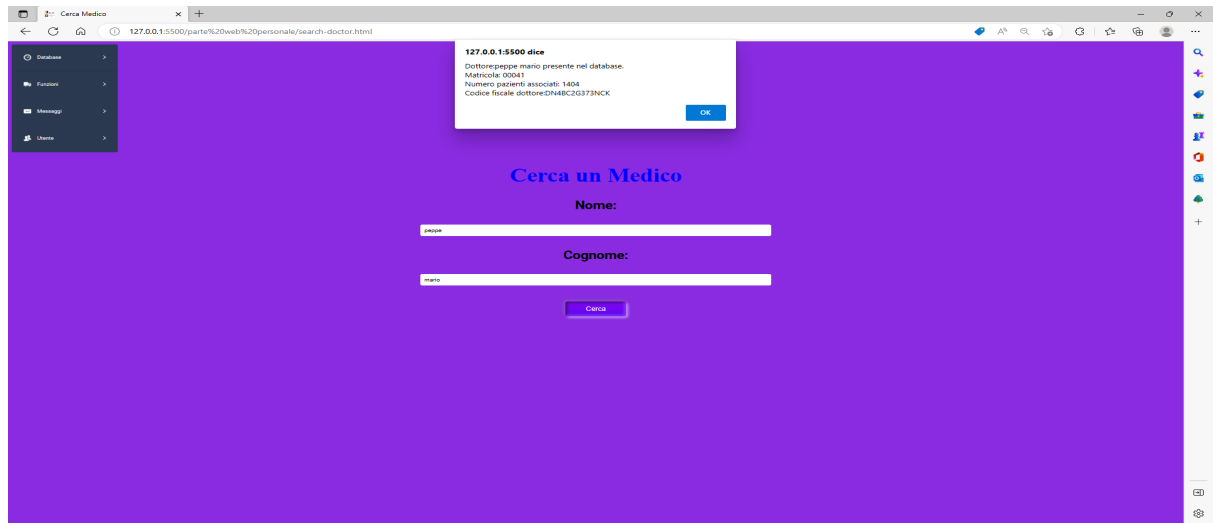 Cerca Medico
127.0.0.1:5500/parte%20web%20personale/search-doctor.html
127.0.0.1:5500 dice
Dottore:peppe mario presente nel database.
Matricola: 00041
Numero pazienti associati: 1404
Codice fiscale dottore:DN4BC2G373NCK
OK
Database >
Funzioni >
Messaggi >
Utente >
Cerca un Medico
Nome:
peppe
Cognome:
mario
Cerca